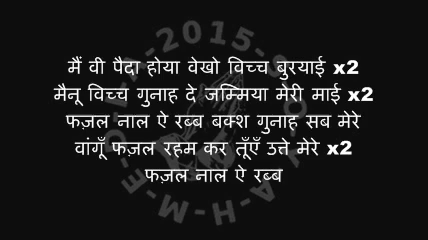 मैं वी पैदा होया वेखो विच्च बुरयाई x2
मैनू विच्च गुनाह दे जम्मिया मेरी माई x2
फज़ल नाल ऐ रब्ब बक्श गुनाह सब मेरे
वांगूँ फज़ल रहम कर तूँएँ उत्ते मेरे x2
फज़ल नाल ऐ रब्ब